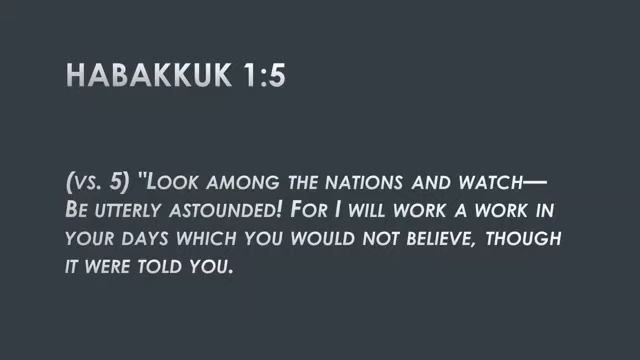 HABAKKUK 1:5
(VS. 5) "LOOK AMONG THE NATIONS AND WATCH—
BE UTTERLY ASTOUNDED! FOR I WILL WORK A WORK IN
YOUR DAYS WHICH YOU WOULD NOT BELIEVE, THOUGH
IT WERE TOLD YOU.